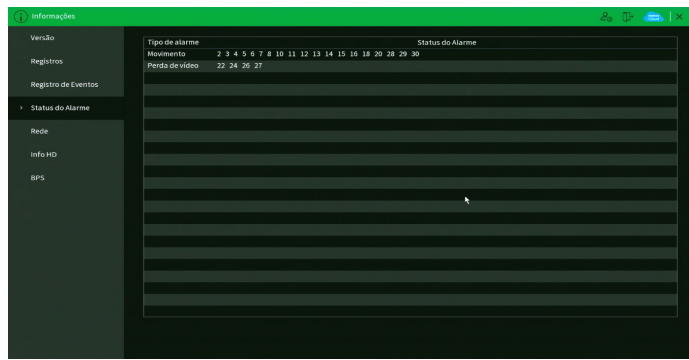 Informações
Versão
Registros
Registro de Eventos
Status do Alarme
Rede
Info HD
BPS
Tipo de alarme Status do Alarme
Movimento 2 3 4 5 6 7 8 10 11 12 13 14 15 16 18 20 28 29 30
Perda de vídeo 22 24 26 27